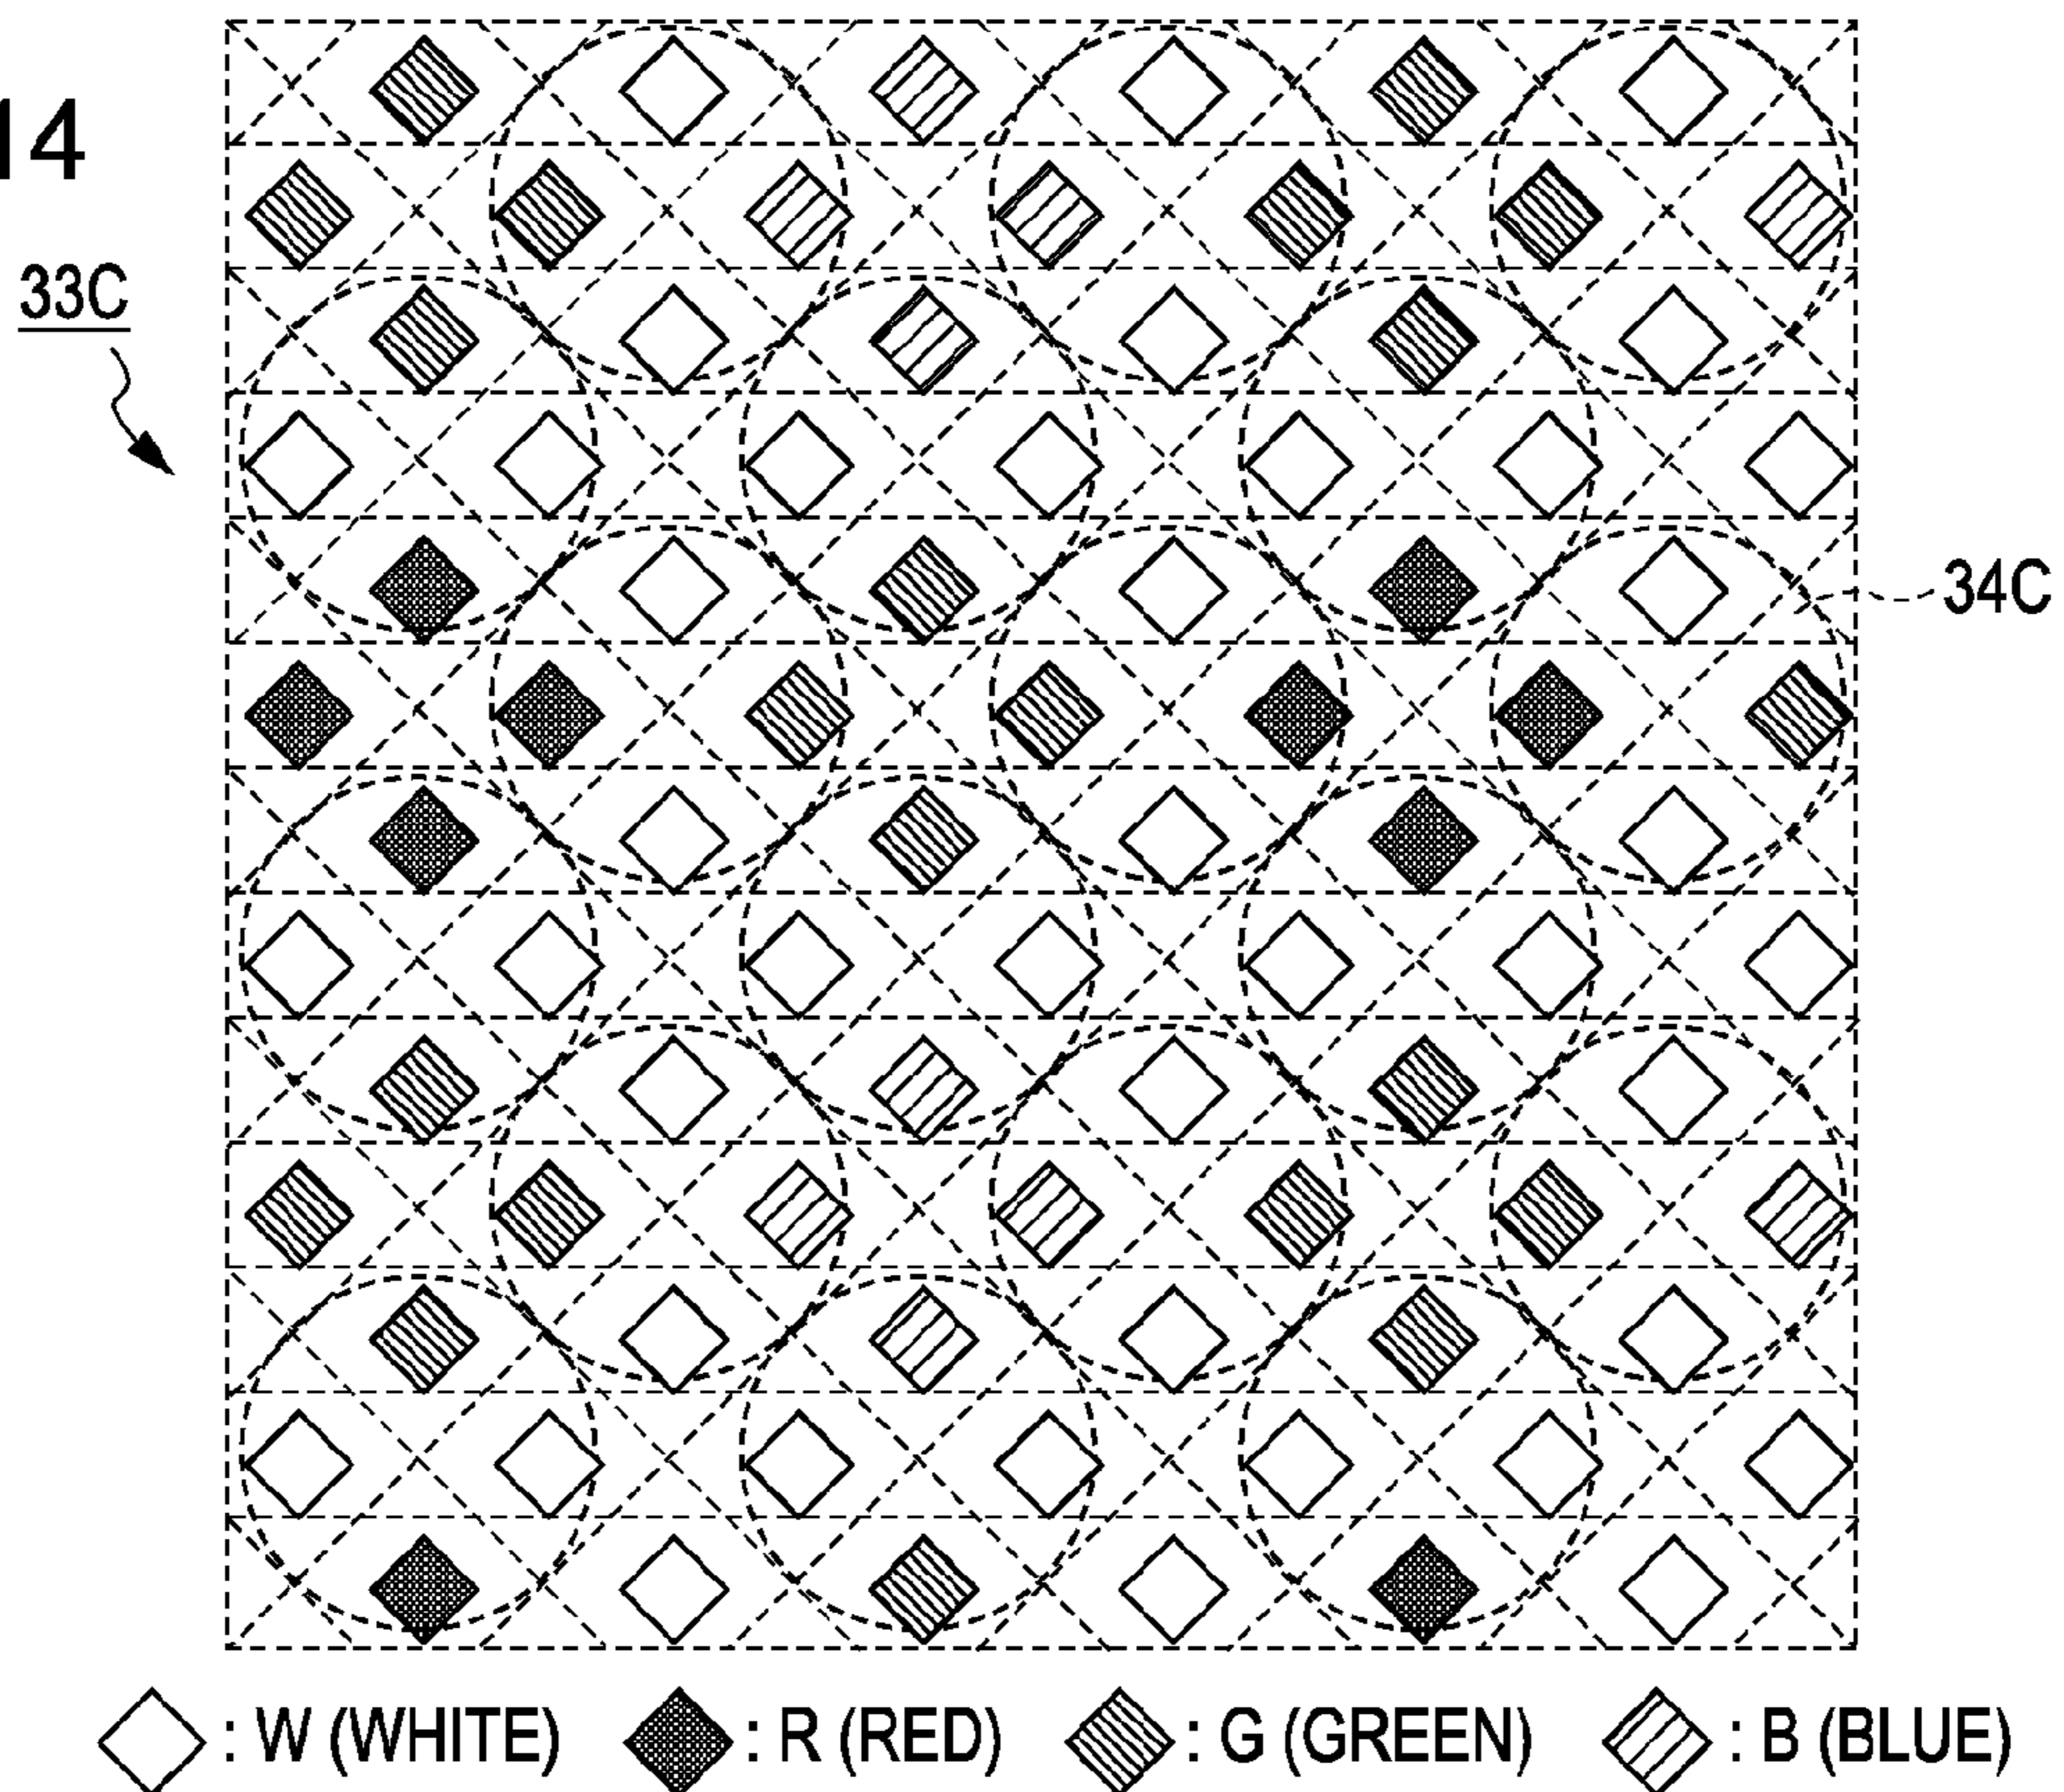 14
33C
34C
: W (WHITE) : R (RED) : G (GREEN) : B (BLUE)